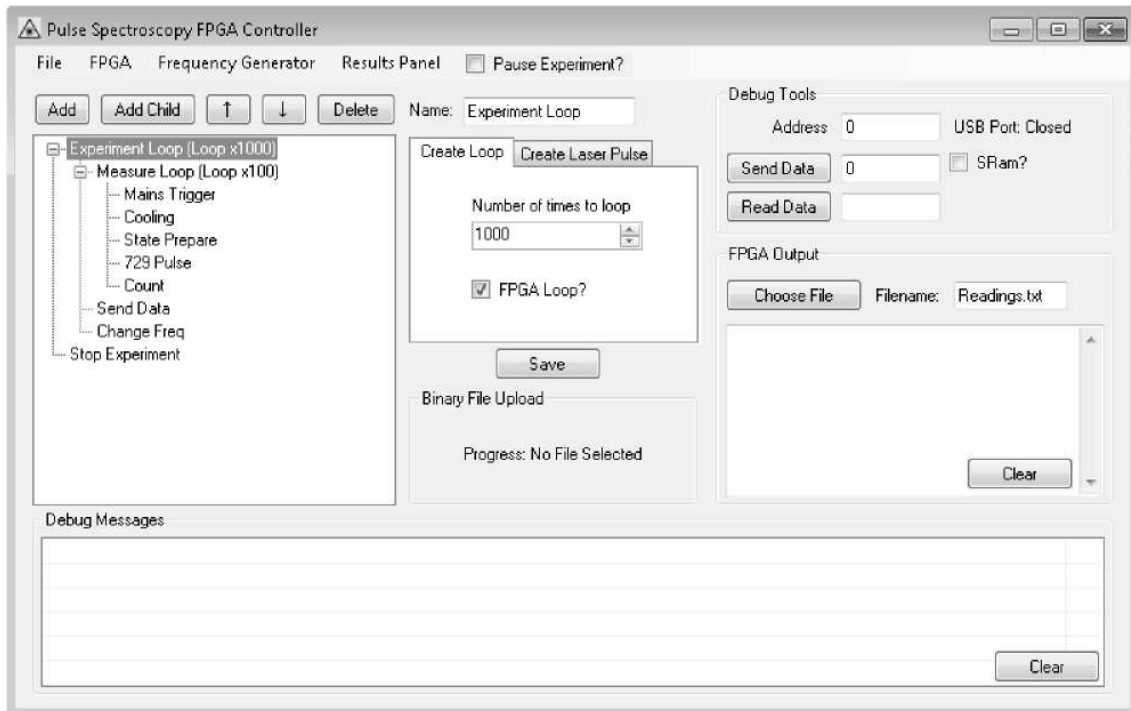 Pulse Spectroscopy FPGA Controller
File FPGA Frequency Generator Results Panel Pause Experiment?
Add Add Child ↑ ↓ Delete
Experiment Loop (Loop x1000)
Measure Loop (Loop x100)
Mains Trigger
Cooling
State Prepare
729 Pulse
Count
Send Data
Change Freq
Stop Experiment
Name: Experiment Loop
Create Loop Create Laser Pulse
Number of times to loop
1000
FPGA Loop?
Save
Binary File Upload
Progress: No File Selected
Debug Tools
Address 0 USB Port: Closed
Send Data 0 SRam?
Read Data
FPGA Output
Choose File Filename: Readings.txt
Clear
Debug Messages
Clear